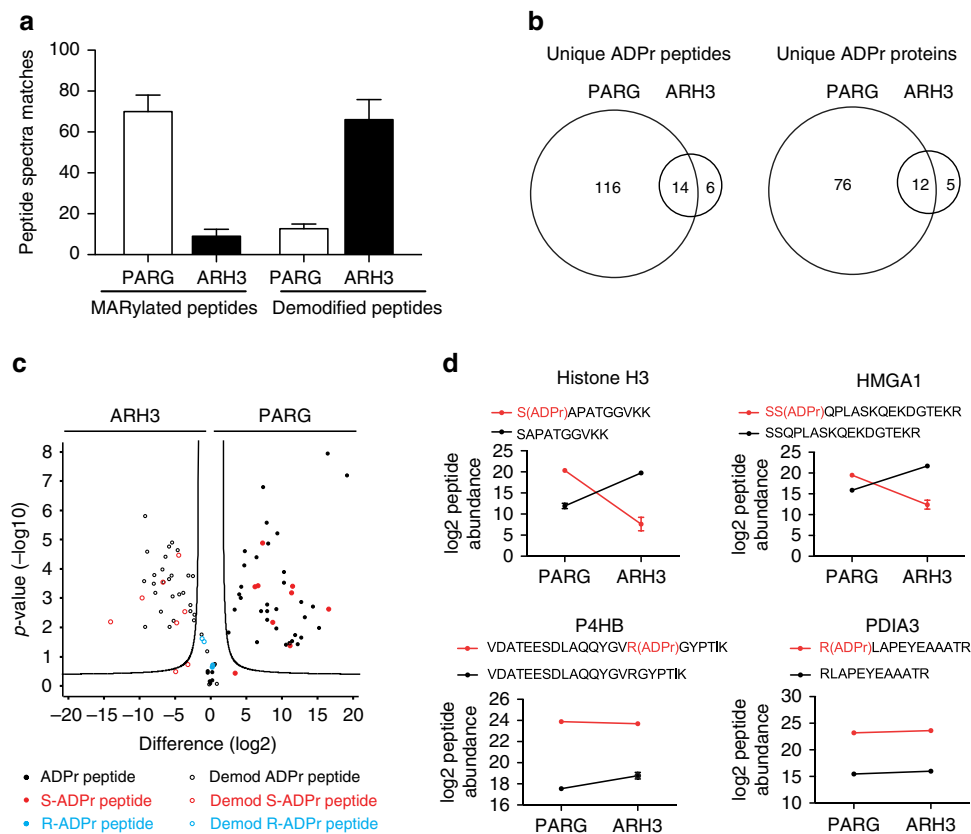 a
Peptide spectra matches
100
80
60
40
20
0
PARG ARH3 PARG ARH3
MARylated peptides Demodified peptides
b
Unique ADPr peptides
PARG ARH3
116 14 6
Unique ADPr proteins
PARG ARH3
76 12 5
c
ARH3 PARG
p-value (–log10)
8
7
6
5
4
3
2
1
0
–20 –15 –10 –5 0 5 10 15 20
Difference (log2)
ADPr peptide
Demod ADPr peptide
S-ADPr peptide
Demod S-ADPr peptide
R-ADPr peptide
Demod R-ADPr peptide
d
Histone H3
S(ADPr)APATGGVKK
SAPATGGVKK
log2 peptide
abundance
25
20
15
10
5
0
PARG ARH3
HMGA1
SS(ADPr)QPLASKQEKDGTEKR
SSQPLASKQEKDGTEKR
log2 peptide
abundance
25
20
15
10
5
0
PARG ARH3
P4HB
VDATEESDLAQQYGVR(ADPr)GYPTIK
VDATEESDLAQQYGVRGYPTIK
log2 peptide
abundance
26
24
22
20
18
16
PARG ARH3
PDIA3
R(ADPr)LAPEYEAAATR
RLAPEYEAAATR
log2 peptide
abundance
30
25
20
15
10
PARG ARH3